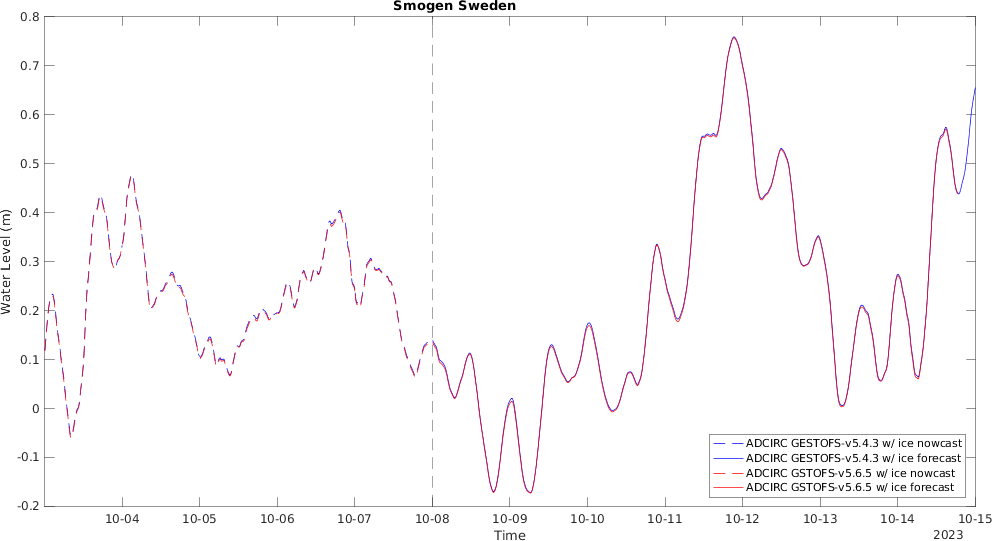 Smogen Sweden
0.8
0.7
0.6
0.5
0.4
0.3
0.2
0.1
0
-0.1
-0.2
Water Level (m)
ADCIRC GESTOFS-v5.4.3 w/ ice nowcast
ADCIRC GESTOFS-v5.4.3 w/ ice forecast
ADCIRC GSTOFS-v5.6.5 w/ ice nowcast
ADCIRC GSTOFS-v5.6.5 w/ ice forecast
10-04 10-05 10-06 10-07 10-08 10-09 10-10 10-11 10-12 10-13 10-14 10-15
Time
2023